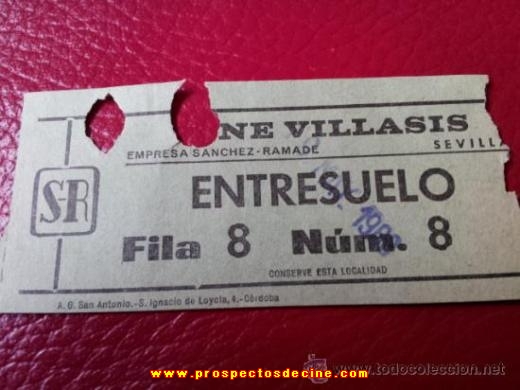 NE VILLASIS
EMPRESA SANCHEZ-RAMADE SEVILL
S-R
ENTRESUELO
Fila 8 Núm. 8
CONSERVE ESTA LOCALIDAD
A. G. San Antonio.-S. Ignacio de Loyola, 4.-Córdoba
www.prospectosdecine.com
todocoleccion.net